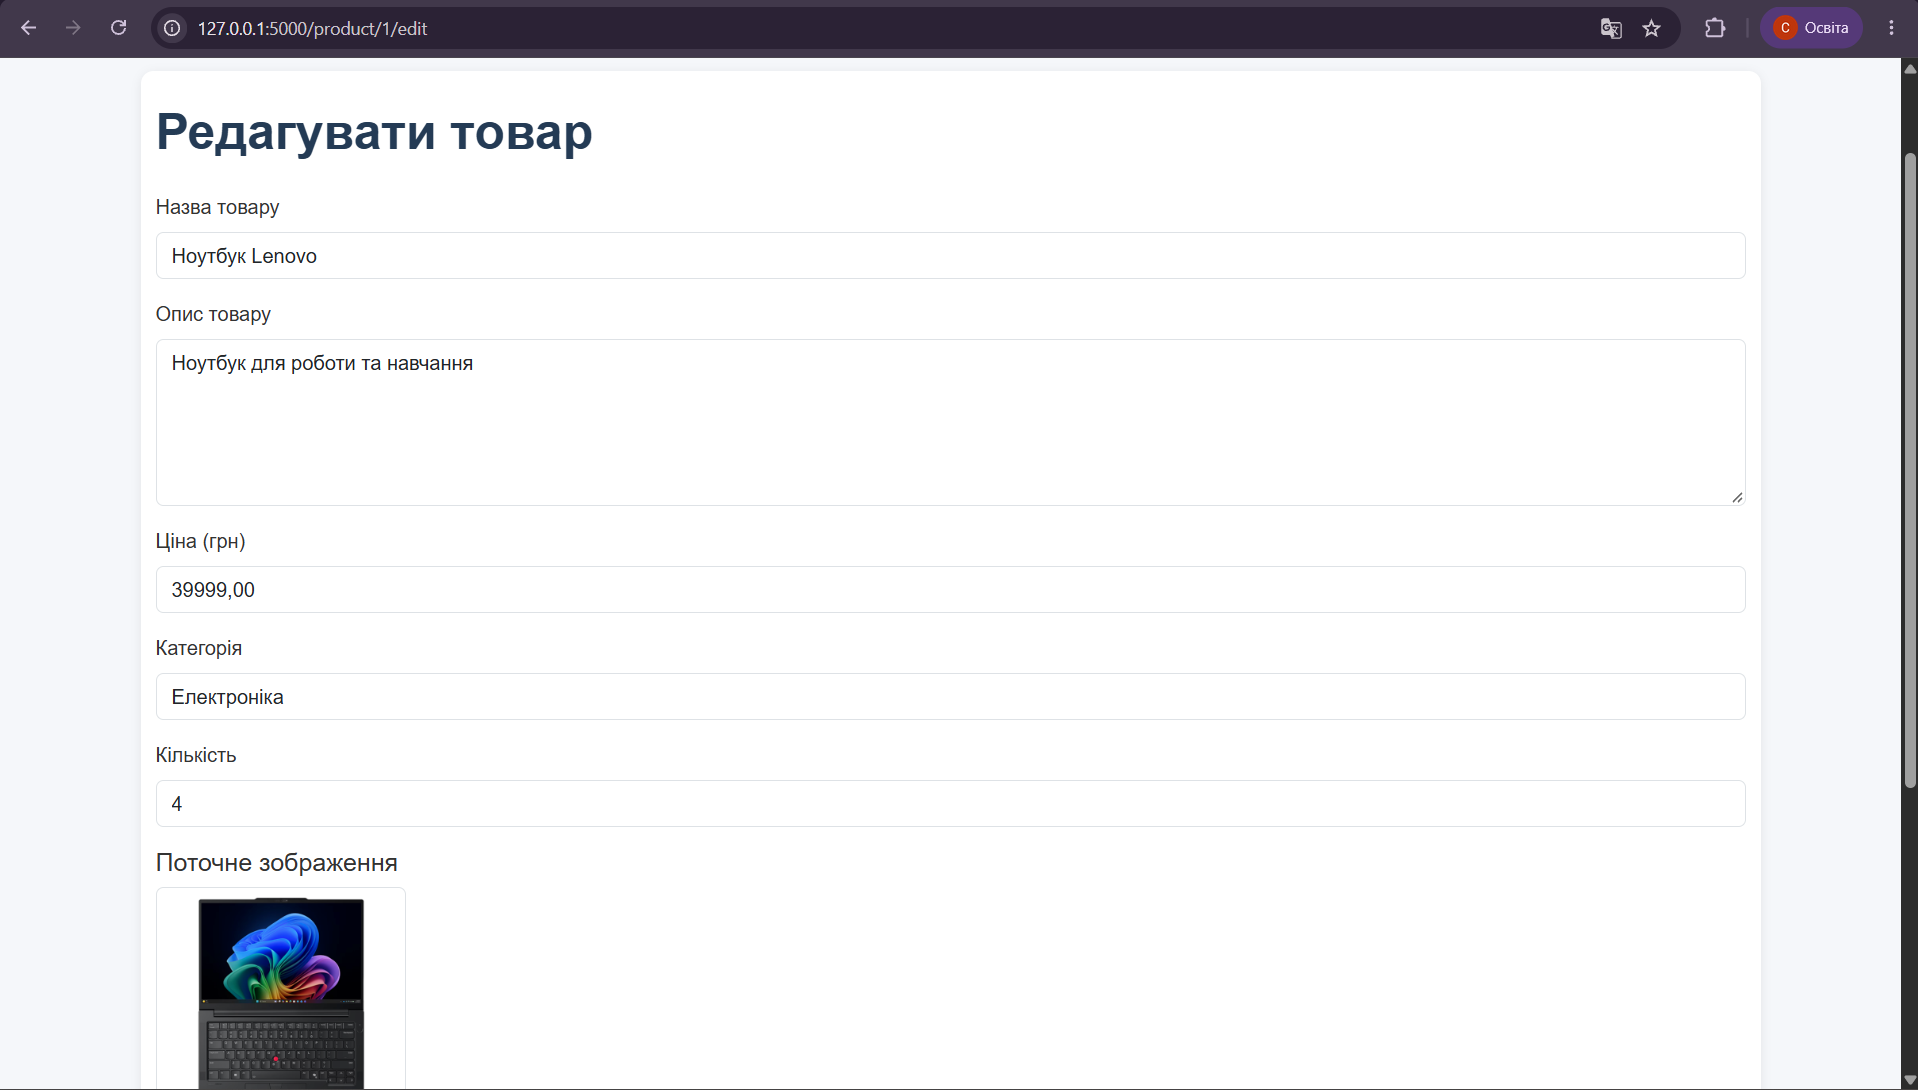 127.0.0.1:5000/product/1/edit
С Освіта
Редагувати товар
Назва товару
Ноутбук Lenovo
Опис товару
Ноутбук для роботи та навчання
Ціна (грн)
39999,00
Категорія
Електроніка
Кількість
4
Поточне зображення